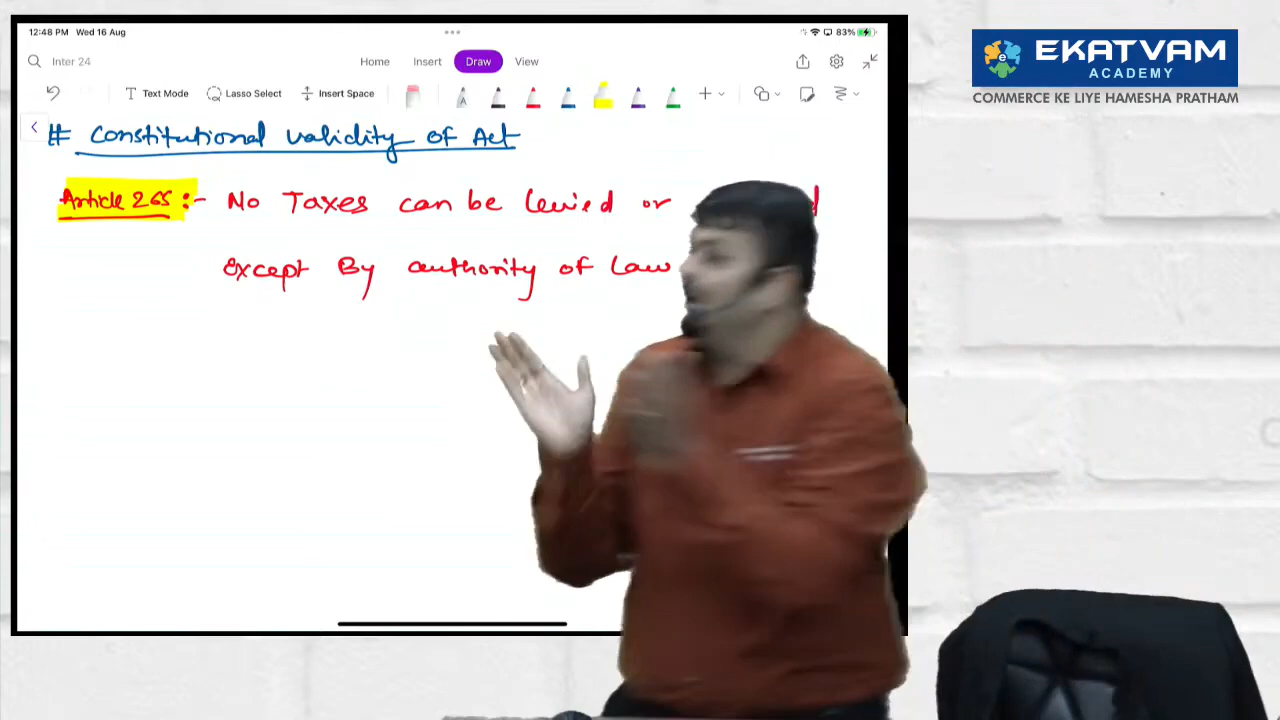 12:48 PM Wed 16 Aug
83%
Inter 24
Home Insert Draw View
Text Mode Lasso Select Insert Space
# Constitutional validity of Act
Article 265 :- No Taxes can be levied or
Except By authority of Law
EKATVAM
ACADEMY
COMMERCE KE LIYE HAMESHA PRATHAM